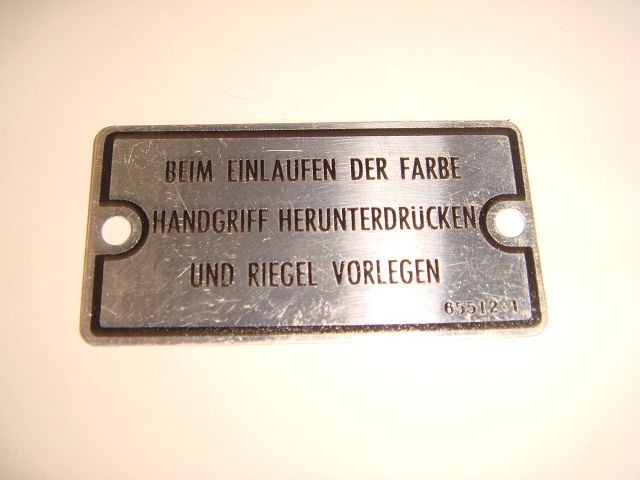 BEIM EINLAUFEN DER FARBE
HANDGRIFF HERUNTERDRÜCKEN
UND RIEGEL VORLEGEN
65512 1